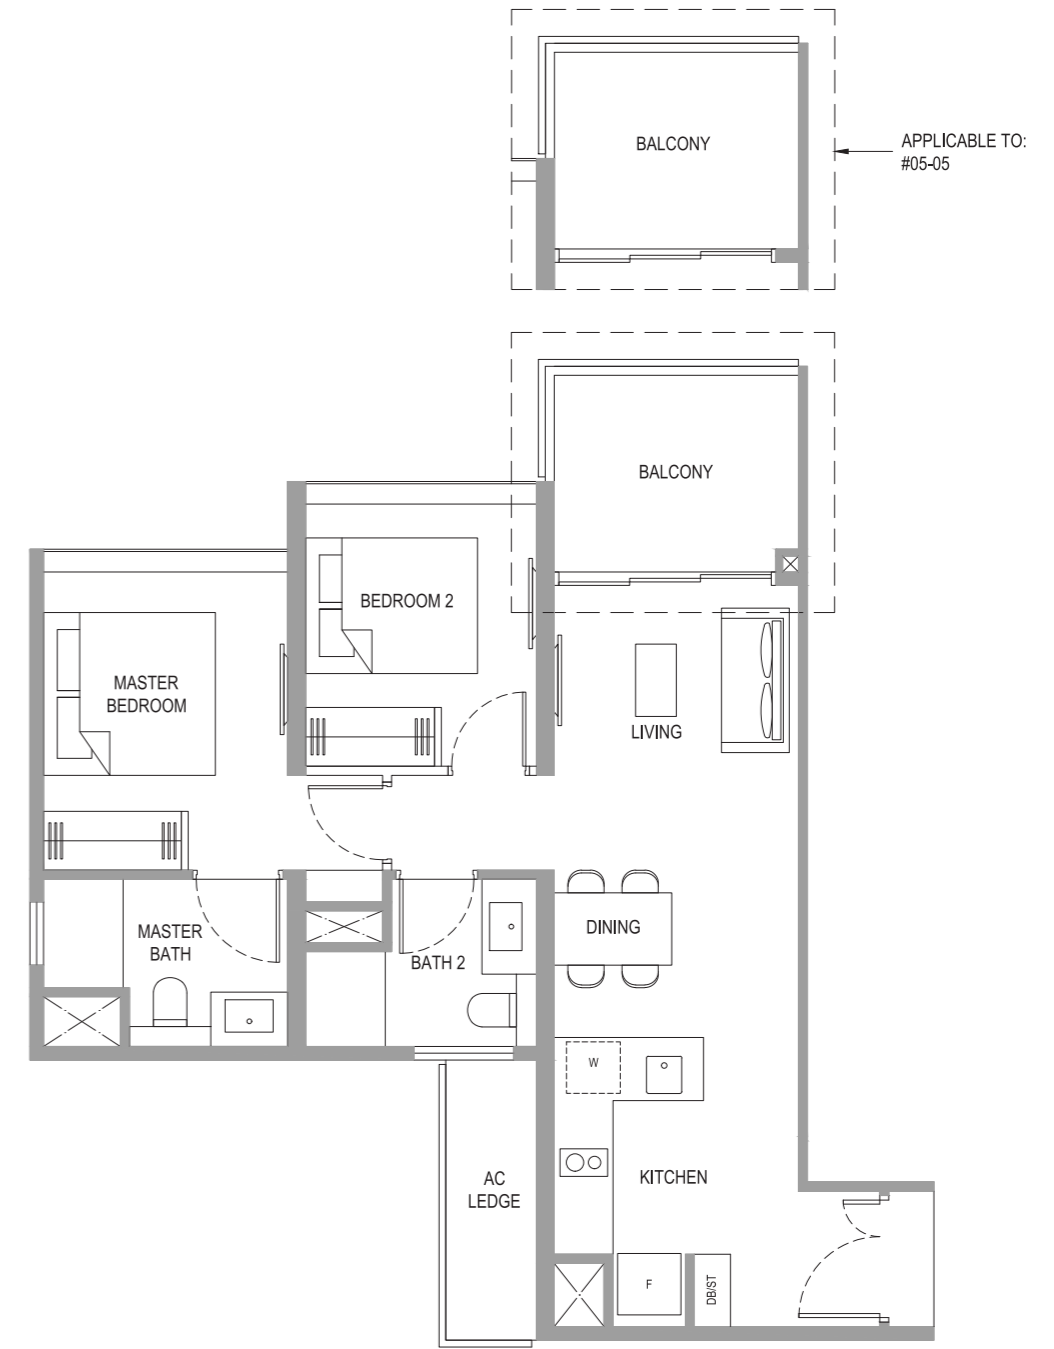 BALCONY
APPLICABLE TO:
#05-05
BALCONY
BEDROOM 2
MASTER
BEDROOM
LIVING
DINING
MASTER
BATH
BATH 2
W
KITCHEN
AC
LEDGE
F
DB/ST